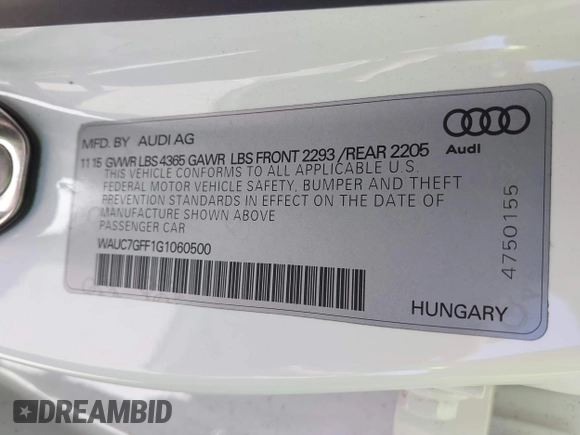 MFD. BY AUDI AG
11 15 GVWR LBS 4365 GAWR LBS FRONT 2293 /REAR 2205
THIS VEHICLE CONFORMS TO ALL APPLICABLE U.S.
FEDERAL MOTOR VEHICLE SAFETY, BUMPER AND THEFT
PREVENTION STANDARDS IN EFFECT ON THE DATE OF
MANUFACTURE SHOWN ABOVE
PASSENGER CAR
WAUC7GFF1G1060500
Audi
4750155
HUNGARY
DREAMBID